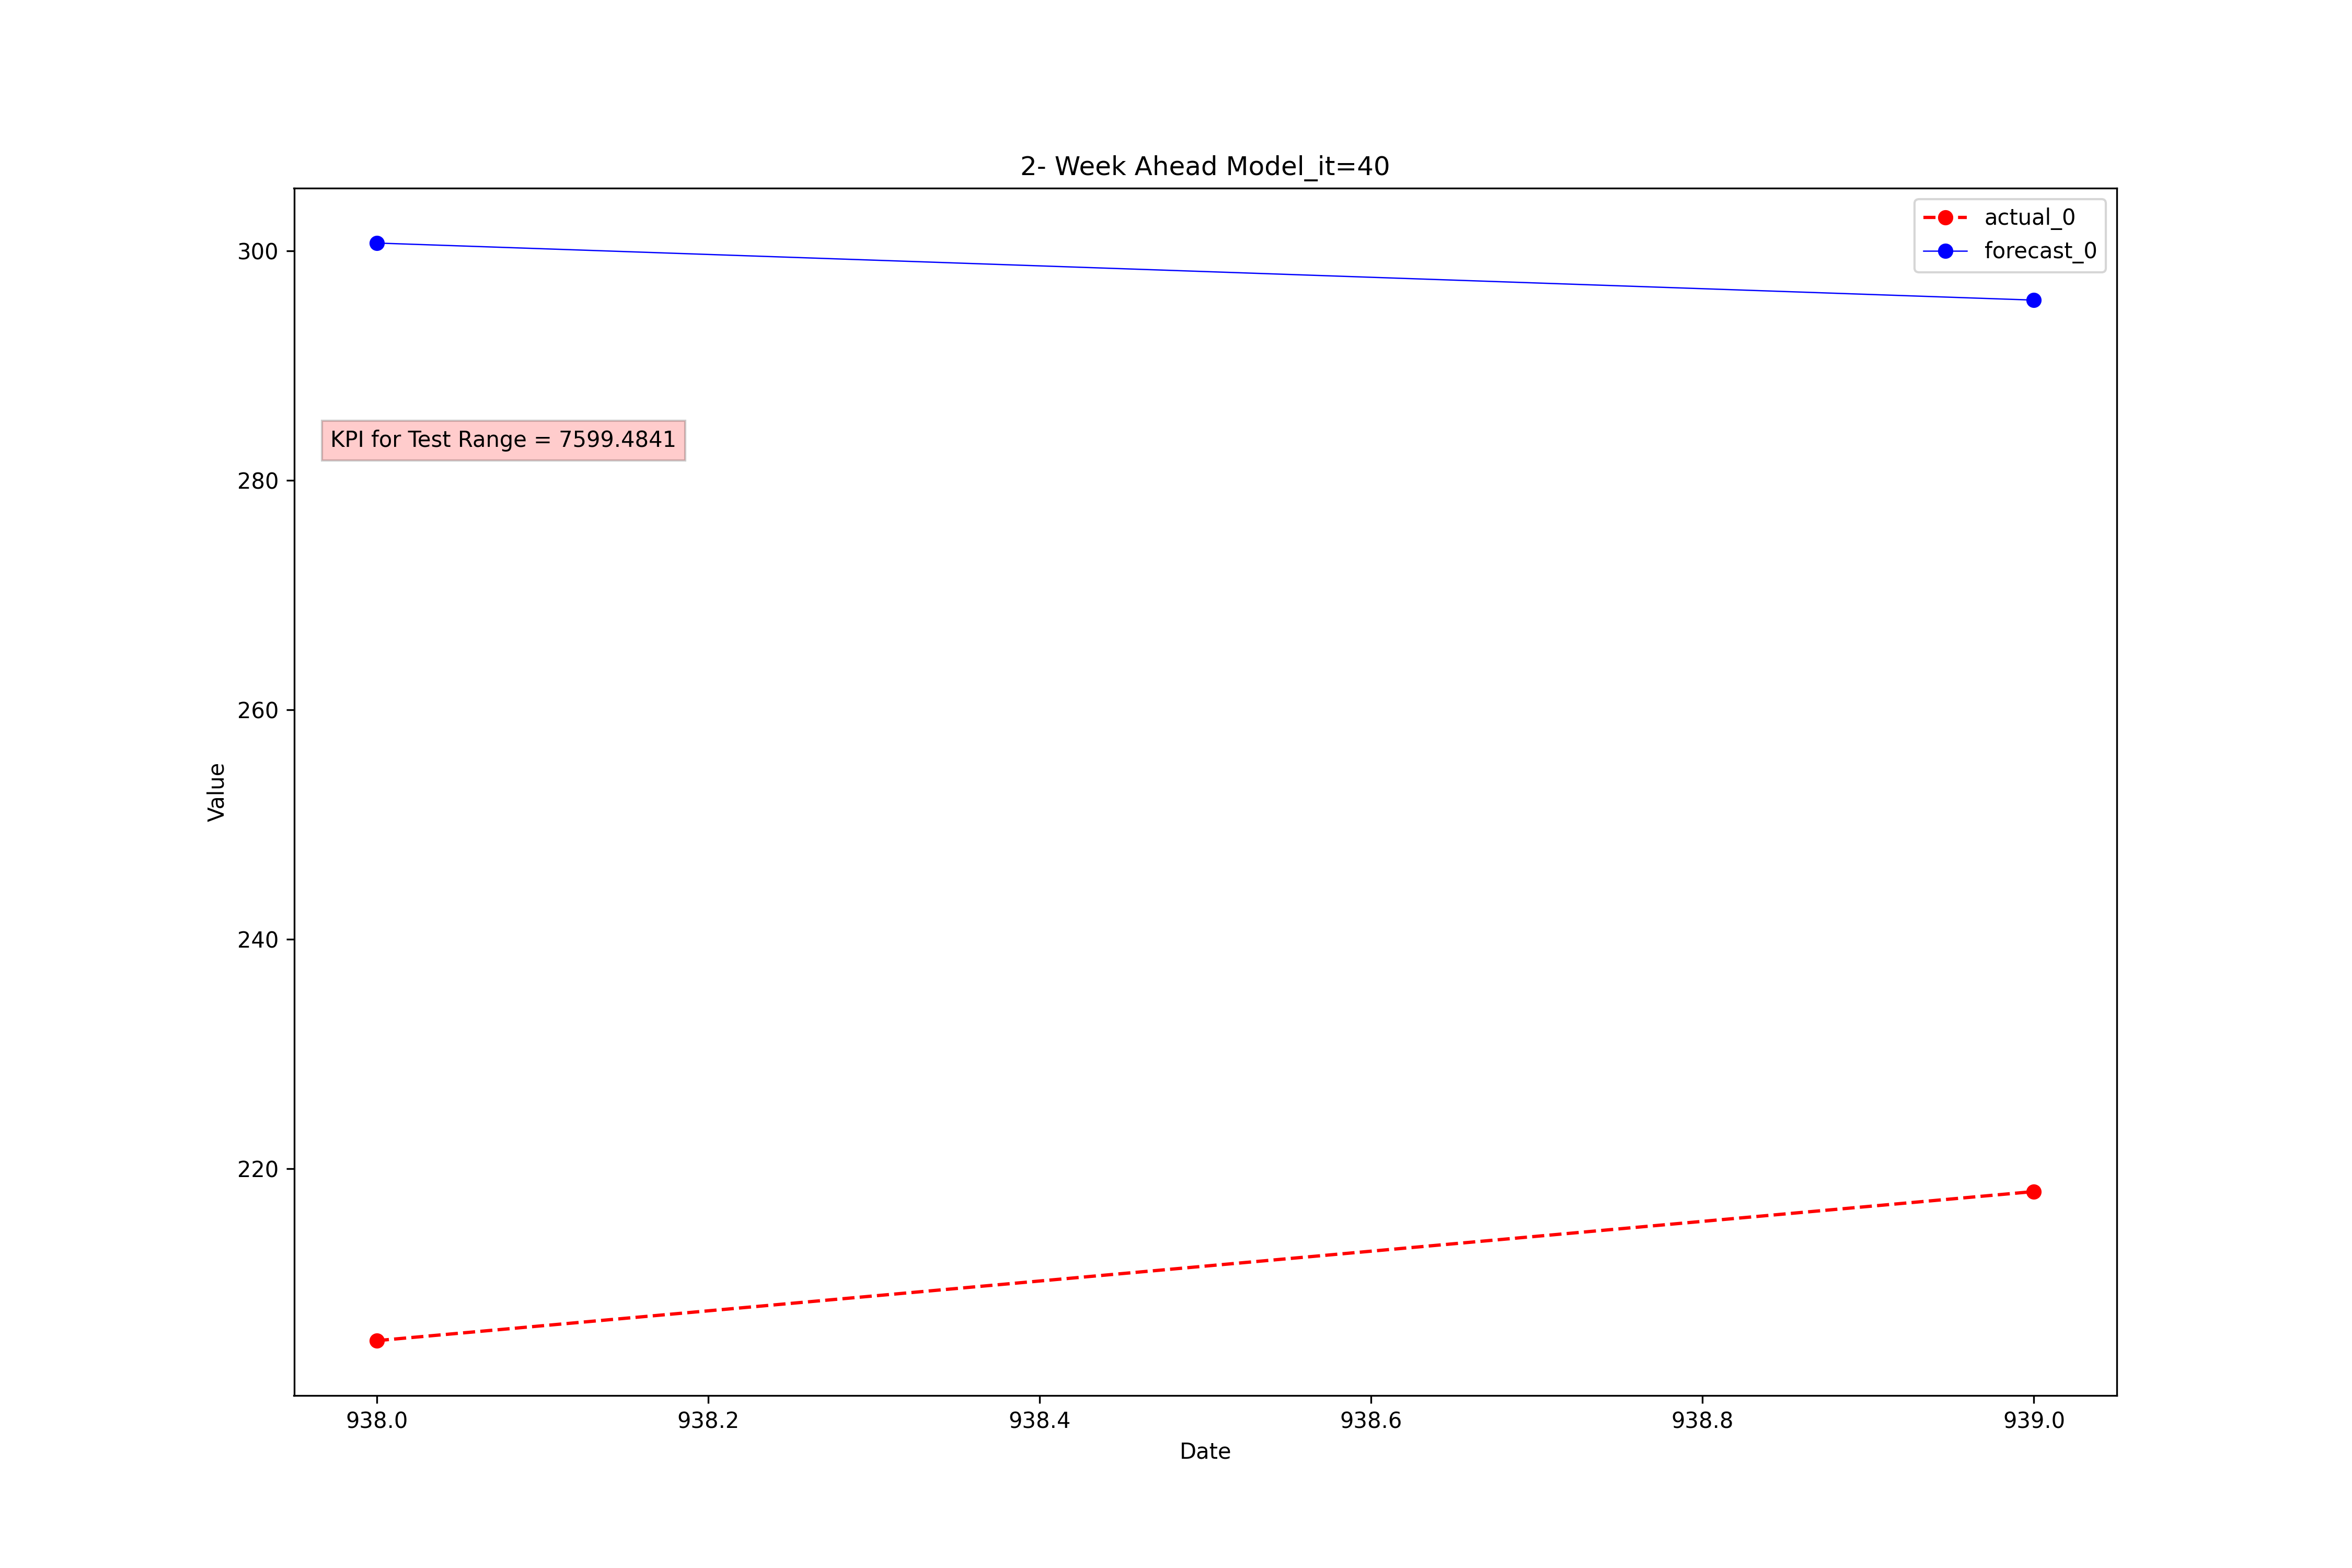 2- Week Ahead Model_it=40
actual_0
forecast_0
KPI for Test Range = 7599.4841
300
280
260
240
220
Value
938.0 938.2 938.4 938.6 938.8 939.0
Date